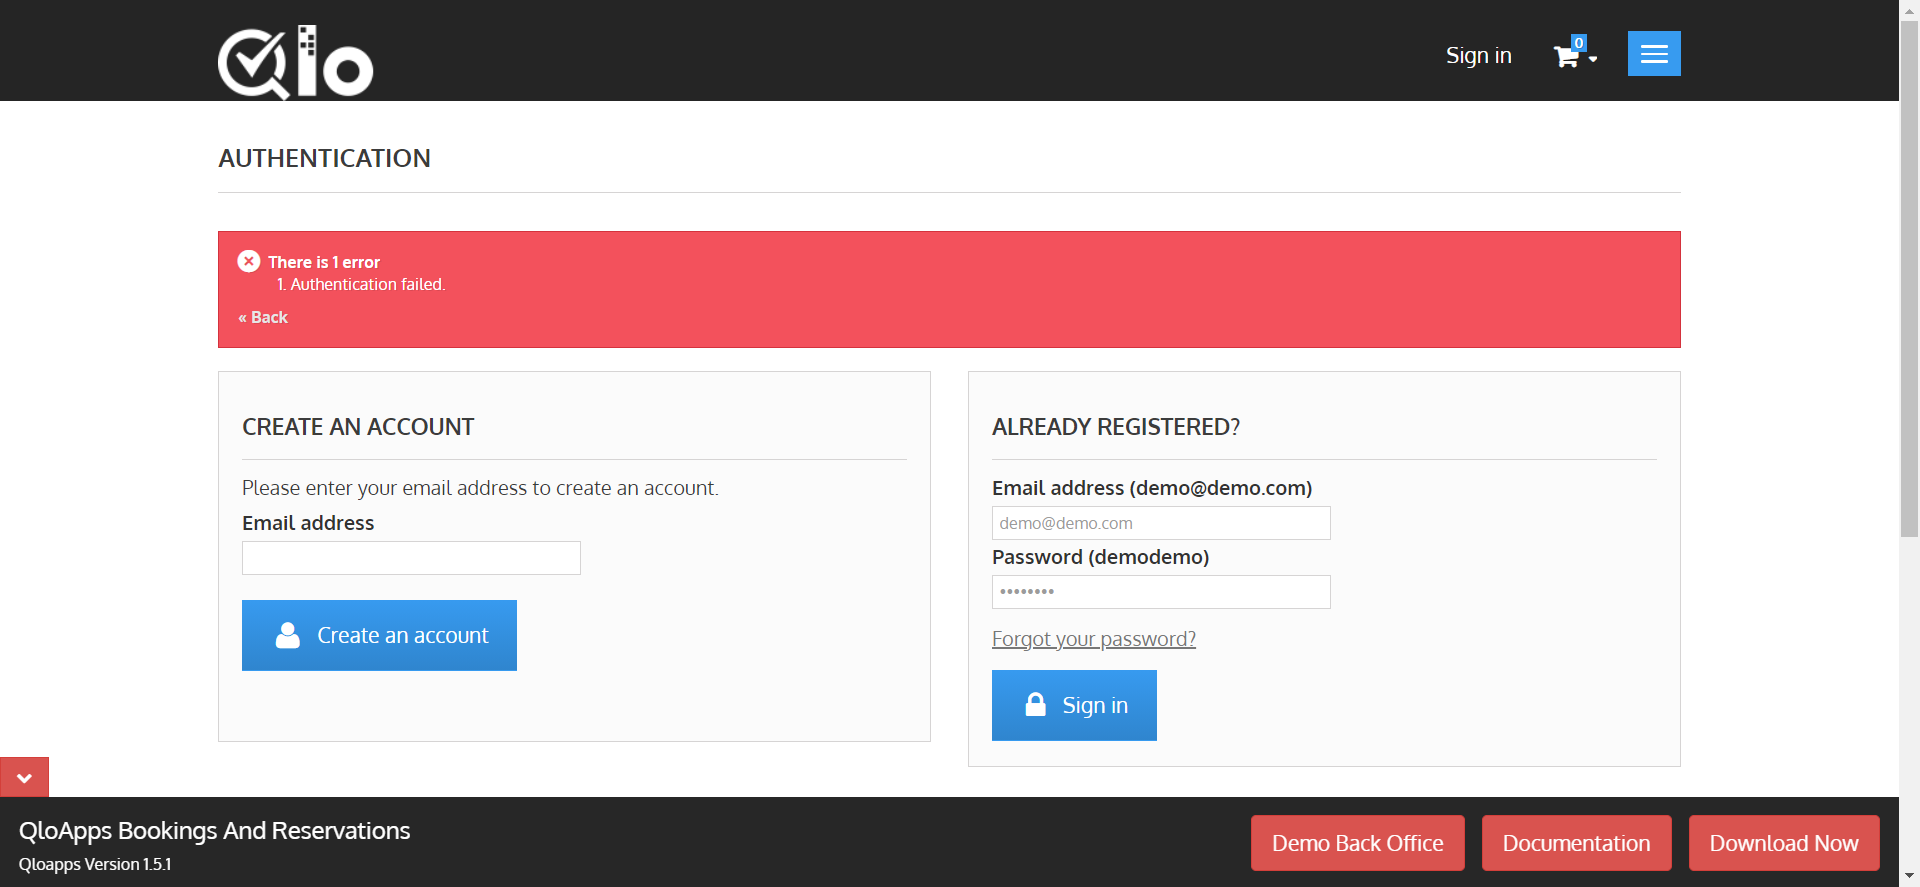 Qlo
Sign in
0
AUTHENTICATION
There is 1 error
1. Authentication failed.
« Back
CREATE AN ACCOUNT
Please enter your email address to create an account.
Email address
Create an account
ALREADY REGISTERED?
Email address (demo@demo.com)
demo@demo.com
Password (demodemo)
••••••••
Forgot your password?
Sign in
QloApps Bookings And Reservations
Qloapps Version 1.5.1
Demo Back Office
Documentation
Download Now